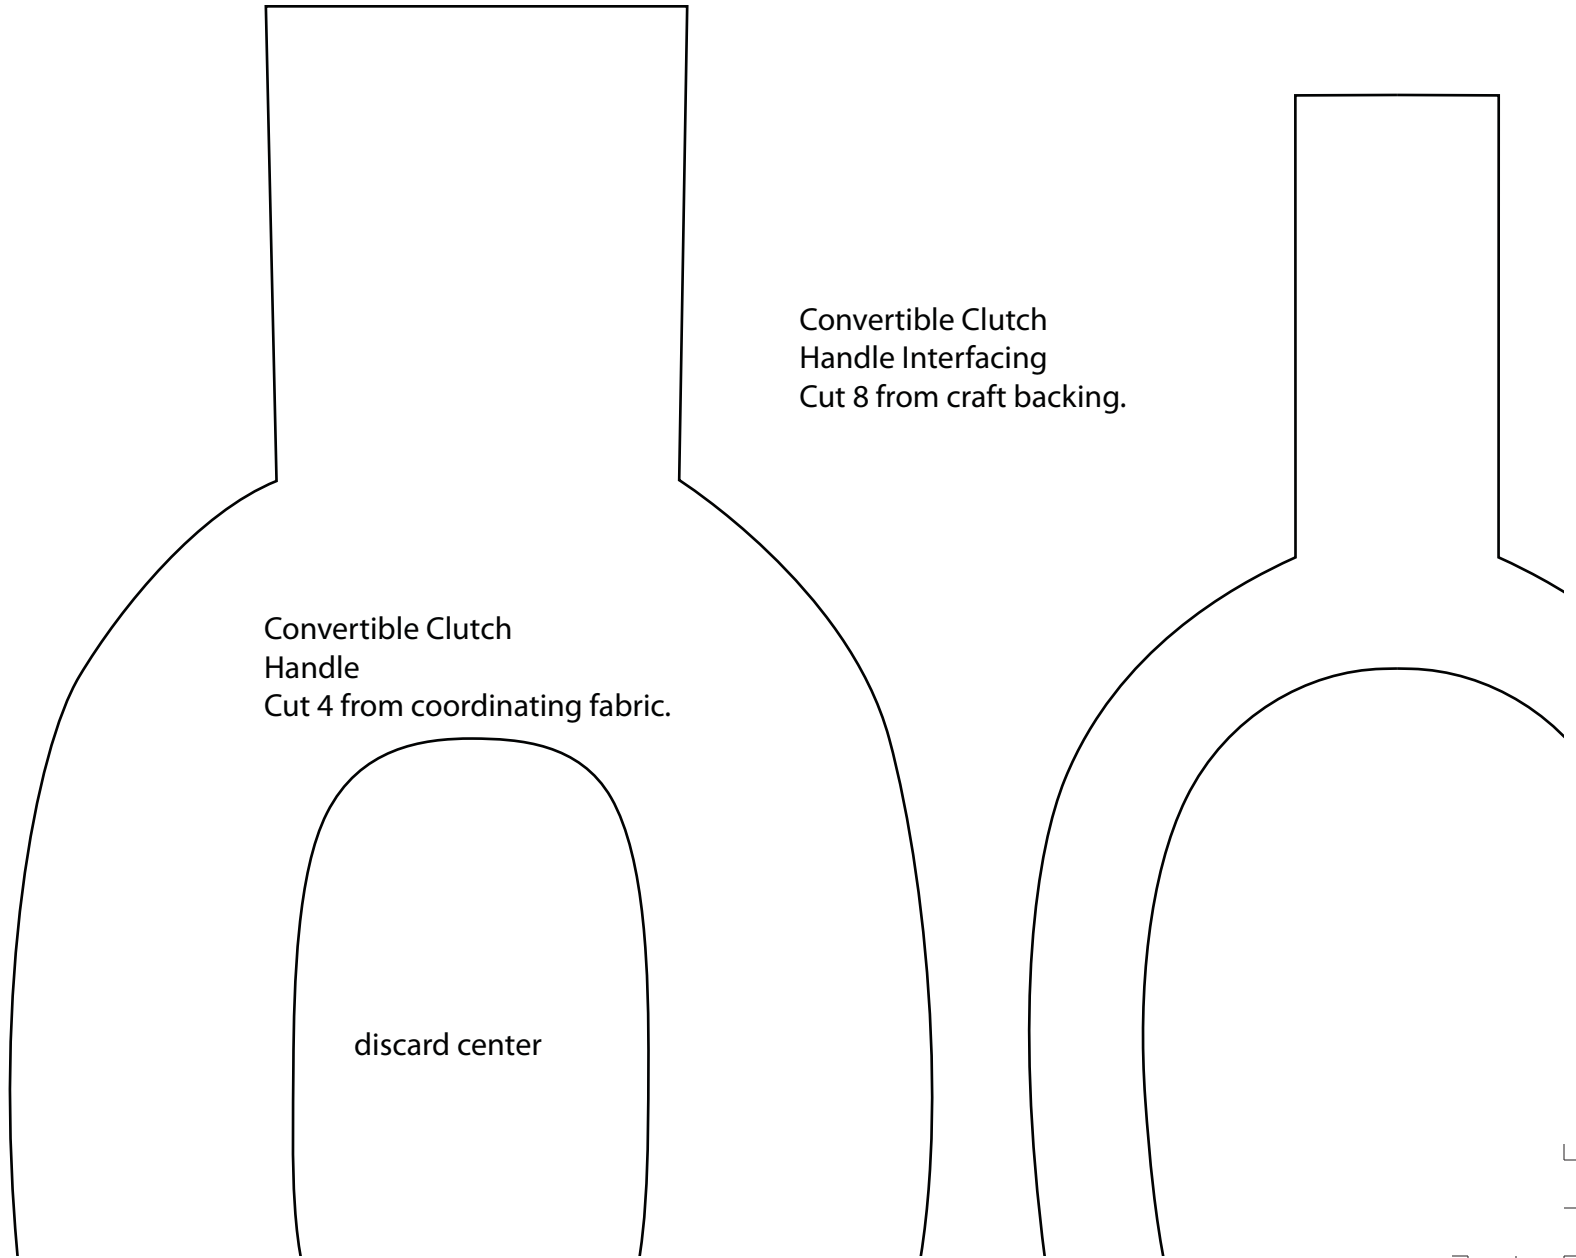 Convertible Clutch
Handle Interfacing
Cut 8 from craft backing.
Convertible Clutch
Handle
Cut 4 from coordinating fabric.
discard center